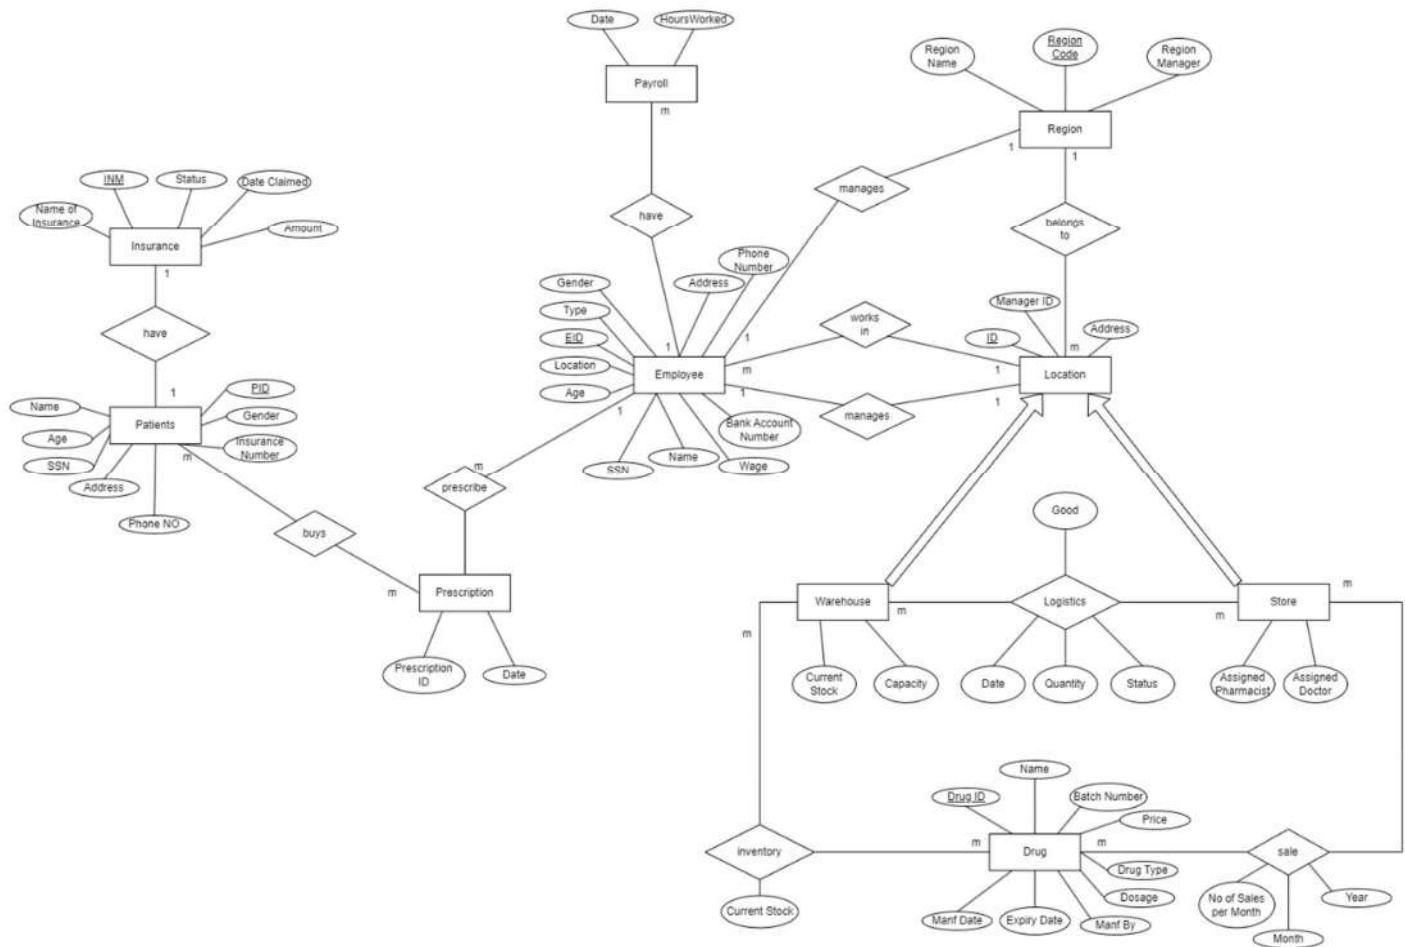 Date
HoursWorked
Payroll
m
Region
Name
Region
Code
Region
Manager
Region
1
1
manages
belongs
to
have
INM
Status
Date Claimed
Name of
Insurance
Amount
Insurance
1
have
1
Name
PID
Age
Gender
Patients
SSN
Insurance
Number
m
Address
Phone NO
Gender
Address
Phone
Number
Type
EID
Location
Age
1
1
Employee
m
1
1
SSN
Name
Wage
Bank Account
Number
works
in
manages
Manager ID
ID
Address
m
Location
1
1
m
prescribe
buys
m
Prescription
Prescription
ID
Date
Good
Warehouse
m
Logistics
m
Store
m
m
Current
Stock
Capacity
Date
Quantity
Status
Assigned
Pharmacist
Assigned
Doctor
Name
Drug ID
Batch Number
Price
inventory
m
Drug
m
sale
Drug Type
Dosage
Manf Date
Expiry Date
Manf By
Current Stock
No of Sales
per Month
Month
Year